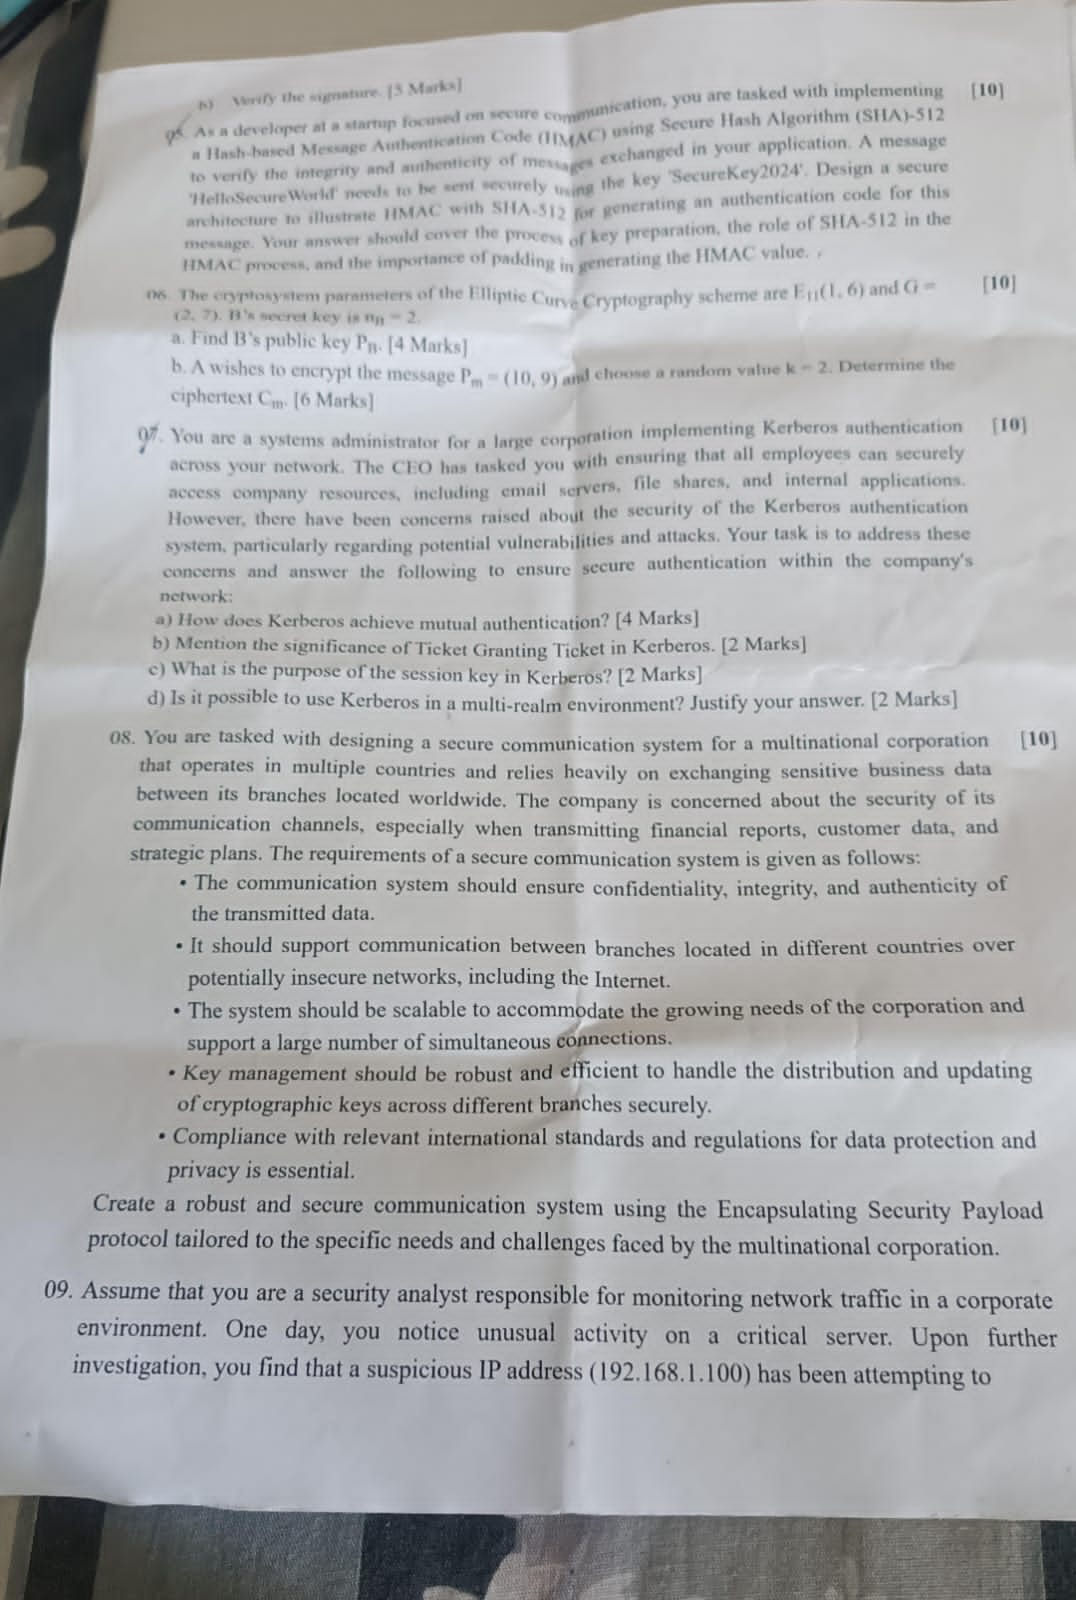 b) Verify the signature. [5 Marks]
05. As a developer at a startup focused on secure communication, you are tasked with implementing [10]
a Hash-based Message Authentication Code (HMAC) using Secure Hash Algorithm (SHA)-512
to verify the integrity and authenticity of messages exchanged in your application. A message
'HelloSecureWorld' needs to be sent securely using the key 'SecureKey2024'. Design a secure
architecture to illustrate HMAC with SHA-512 for generating an authentication code for this
message. Your answer should cover the process of key preparation, the role of SHA-512 in the
HMAC process, and the importance of padding in generating the HMAC value.
06. The cryptosystem parameters of the Elliptic Curve Cryptography scheme are E₁₁(1, 6) and G = [10]
(2, 7). B's secret key is nB = 2.
a. Find B's public key PB. [4 Marks]
b. A wishes to encrypt the message Pm = (10, 9) and choose a random value k = 2. Determine the
ciphertext Cm. [6 Marks]
07. You are a systems administrator for a large corporation implementing Kerberos authentication [10]
across your network. The CEO has tasked you with ensuring that all employees can securely
access company resources, including email servers, file shares, and internal applications.
However, there have been concerns raised about the security of the Kerberos authentication
system, particularly regarding potential vulnerabilities and attacks. Your task is to address these
concerns and answer the following to ensure secure authentication within the company's
network:
a) How does Kerberos achieve mutual authentication? [4 Marks]
b) Mention the significance of Ticket Granting Ticket in Kerberos. [2 Marks]
c) What is the purpose of the session key in Kerberos? [2 Marks]
d) Is it possible to use Kerberos in a multi-realm environment? Justify your answer. [2 Marks]
08. You are tasked with designing a secure communication system for a multinational corporation [10]
that operates in multiple countries and relies heavily on exchanging sensitive business data
between its branches located worldwide. The company is concerned about the security of its
communication channels, especially when transmitting financial reports, customer data, and
strategic plans. The requirements of a secure communication system is given as follows:
• The communication system should ensure confidentiality, integrity, and authenticity of
the transmitted data.
• It should support communication between branches located in different countries over
potentially insecure networks, including the Internet.
• The system should be scalable to accommodate the growing needs of the corporation and
support a large number of simultaneous connections.
• Key management should be robust and efficient to handle the distribution and updating
of cryptographic keys across different branches securely.
• Compliance with relevant international standards and regulations for data protection and
privacy is essential.
Create a robust and secure communication system using the Encapsulating Security Payload
protocol tailored to the specific needs and challenges faced by the multinational corporation.
09. Assume that you are a security analyst responsible for monitoring network traffic in a corporate
environment. One day, you notice unusual activity on a critical server. Upon further
investigation, you find that a suspicious IP address (192.168.1.100) has been attempting to